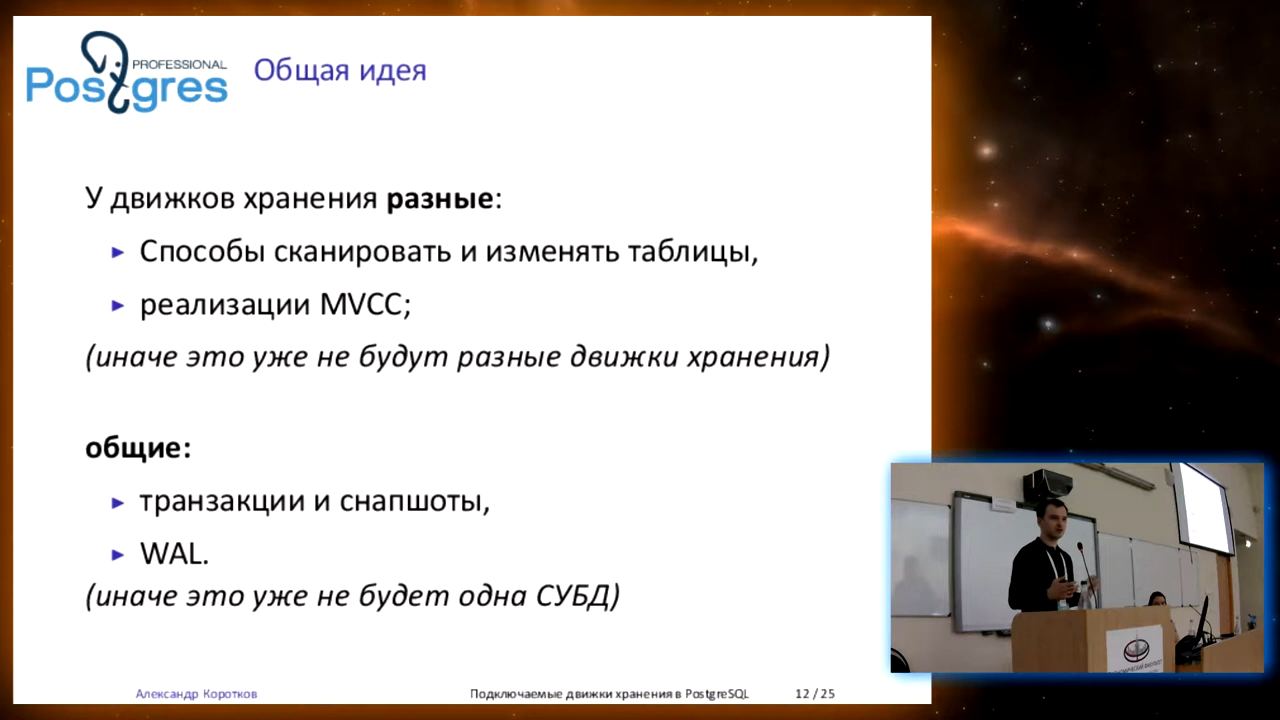 PROFESSIONAL
Postgres
Общая идея
У движков хранения разные:
Способы сканировать и изменять таблицы,
реализации MVCC;
(иначе это уже не будут разные движки хранения)
общие:
транзакции и снапшоты,
WAL.
(иначе это уже не будет одна СУБД)
Александр Коротков
Подключаемые движки хранения в PostgreSQL
12 / 25
ФАКУЛЬТЕТ